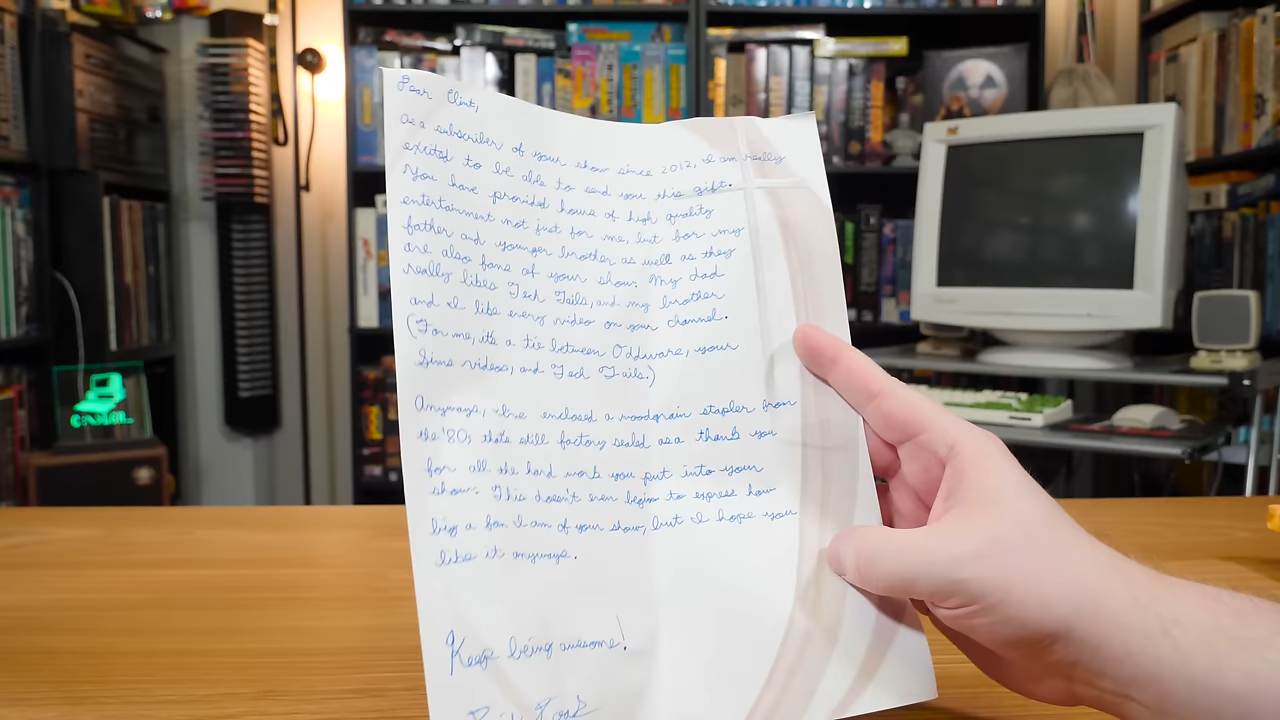 Dear Clint,
As a subscriber of your show since 2012, I am really
excited to be able to send you this gift.
You have provided hours of high quality
entertainment not just for me, but for my
father and younger brother as well as they
are also fans of your show. My dad
really likes Tech Tails, and my brother
and I like every video on your channel.
(For me, it's a tie between Oddware, your
Sims videos, and Tech Tails.)
Anyways, I've enclosed a woodgrain stapler from
the '80s that's still factory sealed as a thank you
for all the hard work you put into your
show. This doesn't even begin to express how
big a fan I am of your show, but I hope you
like it anyways.
Keep being awesome!